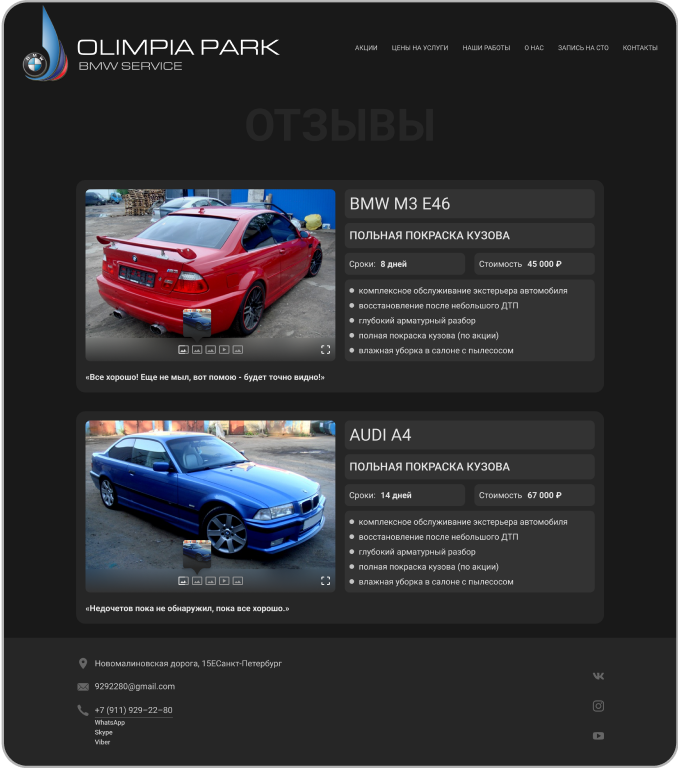 OLIMPIA PARK
BMW SERVICE
АКЦИИ ЦЕНЫ НА УСЛУГИ НАШИ РАБОТЫ О НАС ЗАПИСЬ НА СТО КОНТАКТЫ
ОТЗЫВЫ
BMW M3 E46
ПОЛЬНАЯ ПОКРАСКА КУЗОВА
Сроки: 8 дней Стоимость 45 000 ₽
комплексное обслуживание экстерьера автомобиля
восстановление после небольшого ДТП
глубокий арматурный разбор
полная покраска кузова (по акции)
влажная уборка в салоне с пылесосом
«Все хорошо! Еще не мыл, вот помою - будет точно видно!»
AUDI A4
ПОЛЬНАЯ ПОКРАСКА КУЗОВА
Сроки: 14 дней Стоимость 67 000 ₽
комплексное обслуживание экстерьера автомобиля
восстановление после небольшого ДТП
глубокий арматурный разбор
полная покраска кузова (по акции)
влажная уборка в салоне с пылесосом
«Недочетов пока не обнаружил, пока все хорошо.»
Новомалиновская дорога, 15ЕСанкт-Петербург
9292280@gmail.com
+7 (911) 929–22–80
WhatsApp
Skype
Viber